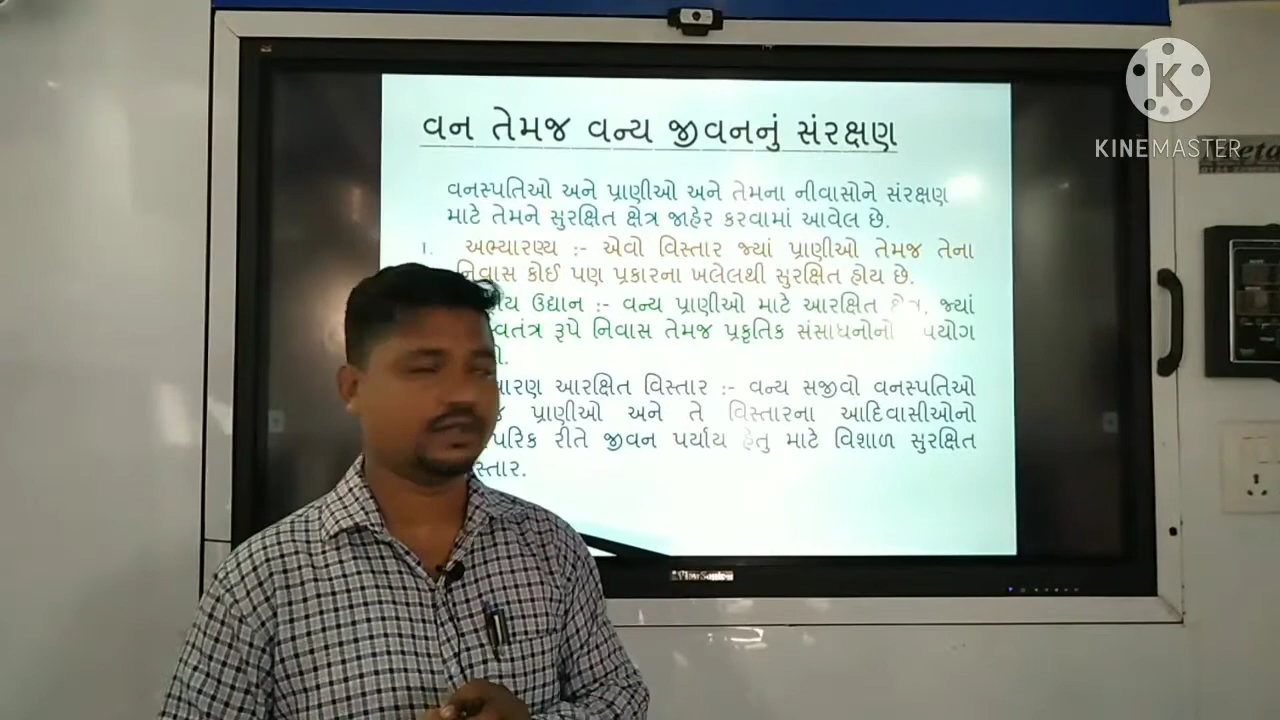 વન તેમજ વન્ય જીવનનું સંરક્ષણ
વનસ્પતિઓ અને પ્રાણીઓ અને તેમના નીવાસોને સંરક્ષણ
માટે તેમને સુરક્ષિત ક્ષેત્ર જાહેર કરવામાં આવેલ છે.
1. અભ્યારણ્ય :- એવો વિસ્તાર જ્યાં પ્રાણીઓ તેમજ તેના
નિવાસ કોઈ પણ પ્રકારના ખલેલથી સુરક્ષિત હોય છે.
ઉદ્યાન :- વન્ય પ્રાણીઓ માટે આરક્ષિત ક્ષેત્ર, જ્યાં
રૂપે નિવાસ તેમજ પ્રકૃતિક સંસાધનોનો
આરક્ષિત વિસ્તાર :- વન્ય સજીવો વનસ્પતિઓ
પ્રાણીઓ અને તે વિસ્તારના આદિવાસીઓનો
રીતે જીવન પર્યાય હેતુ માટે વિશાળ સુરક્ષિત
K
KINEMASTER
ViewSonic